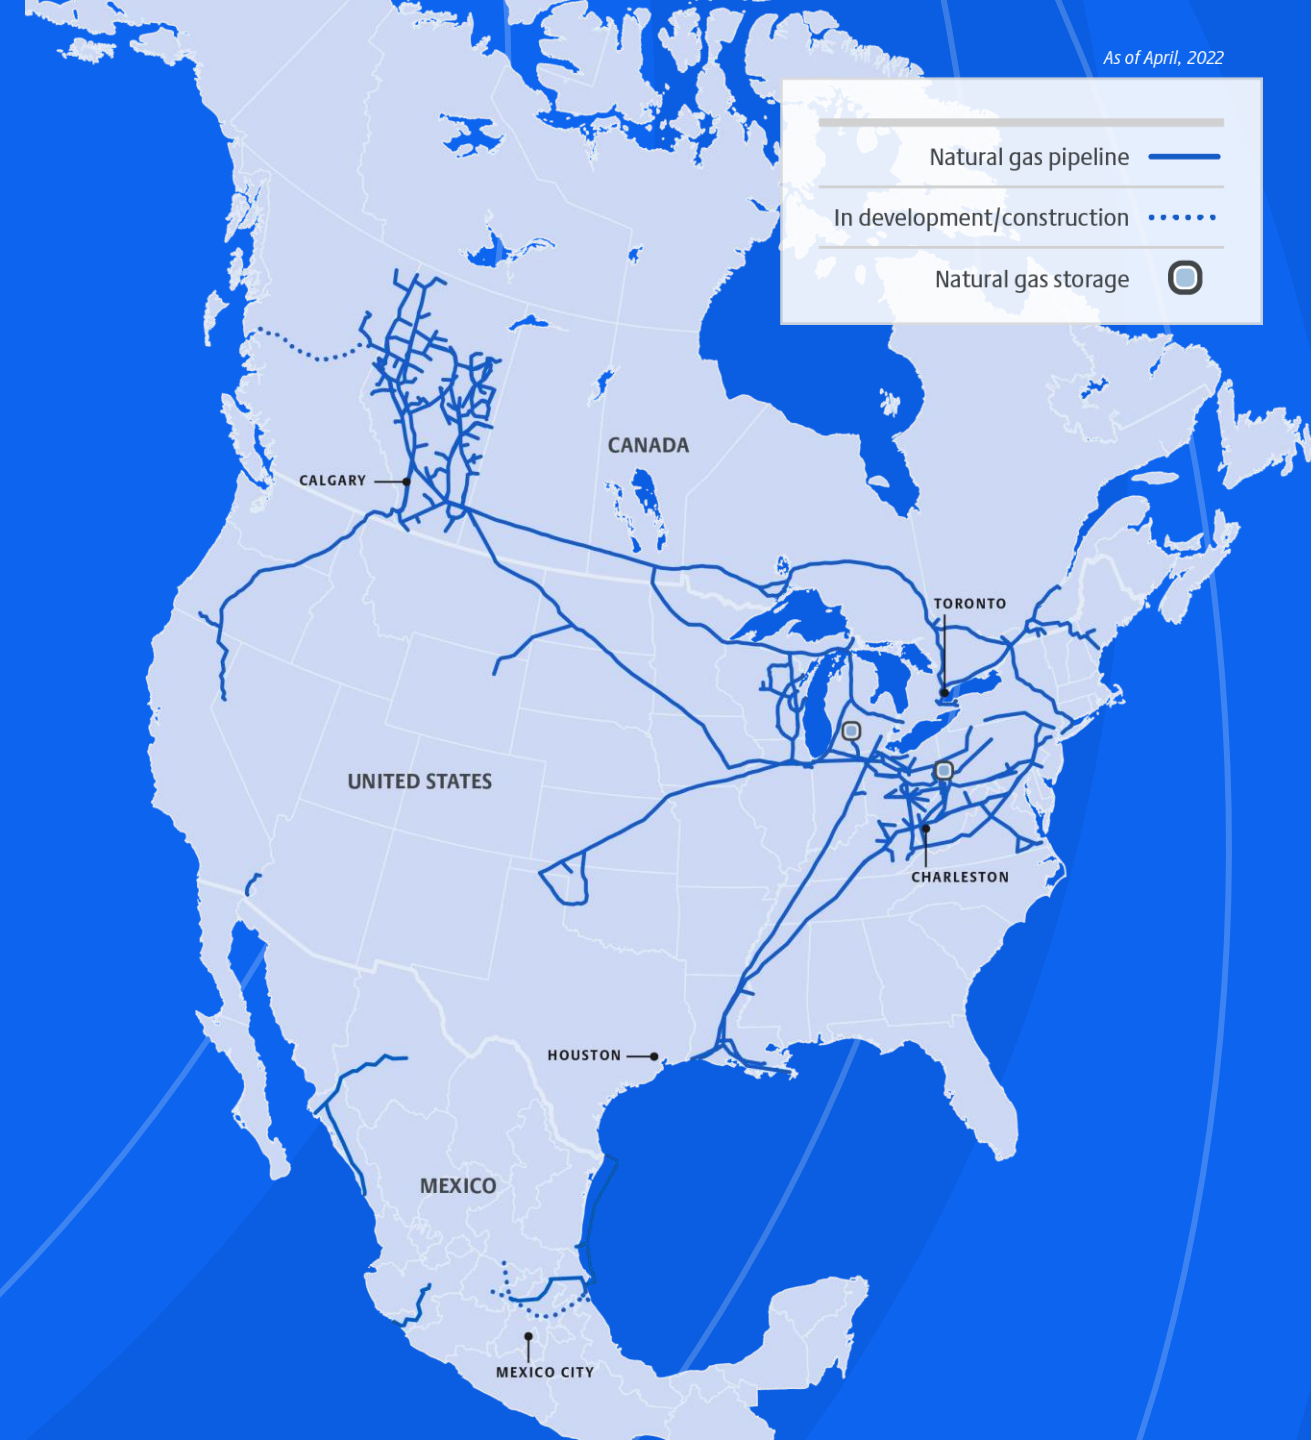 As of April, 2022
Natural gas pipeline
In development/construction
Natural gas storage
CANADA
CALGARY
TORONTO
UNITED STATES
CHARLESTON
HOUSTON
MEXICO
MEXICO CITY